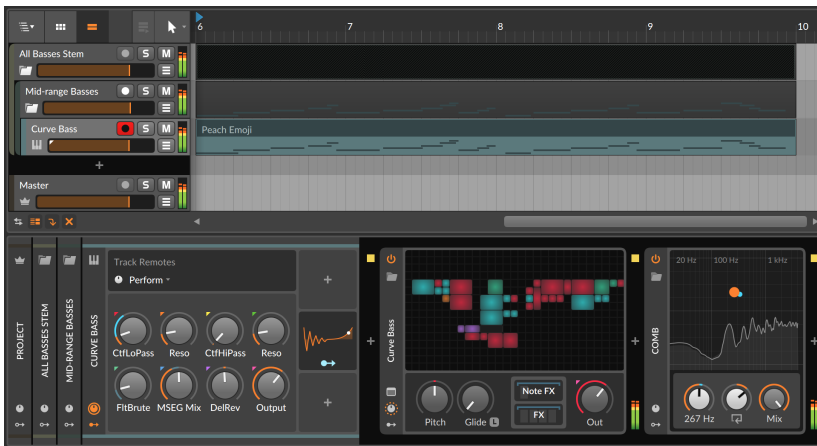 6 7 8 9 10
All Basses Stem S M
Mid-range Basses S M
Curve Bass S M
Peach Emoji
+
Master S M
PROJECT
ALL BASSES STEM
MID-RANGE BASSES
CURVE BASS
Track Remotes
Perform
CtfLoPass Reso CtfHiPass Reso
FltBrute MSEG Mix DelRev Output
+
+
+
Curve Bass
Pitch Glide L
Note FX
FX
Out
+
COMB
20 Hz 100 Hz 1 kHz
267 Hz Mix
+